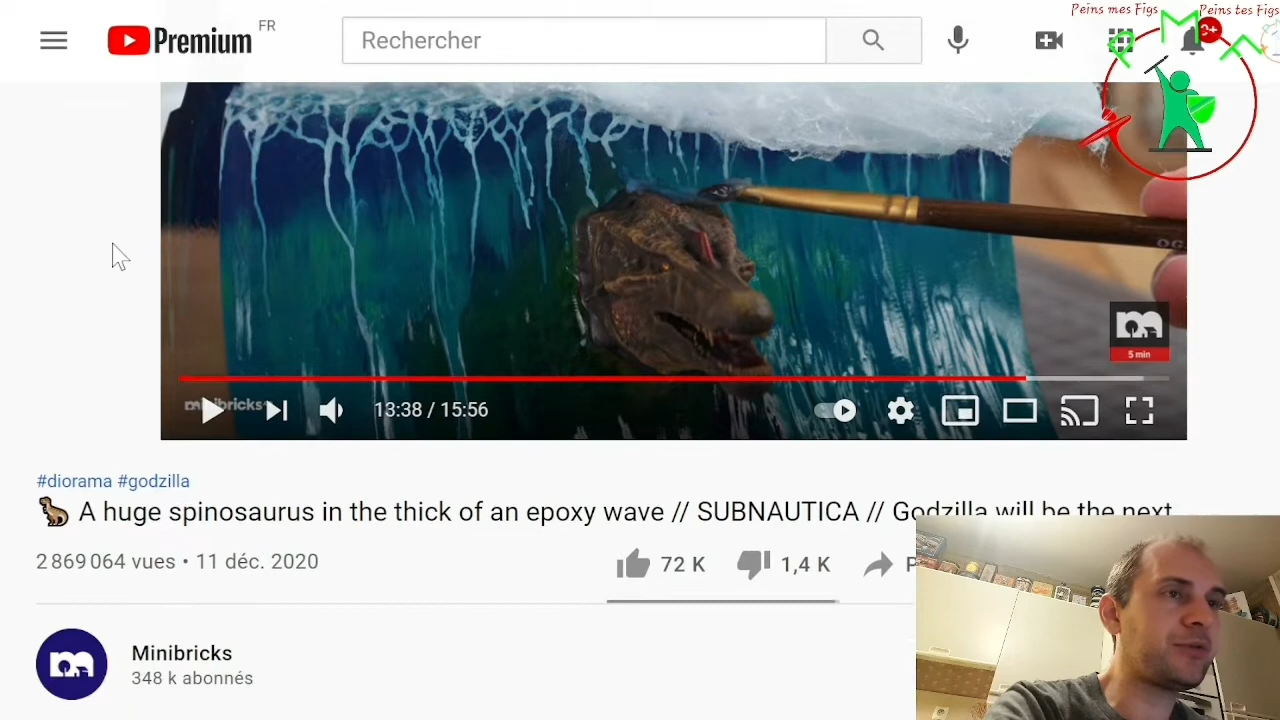 Peins mes Figs
Peins tes Figs
PMF
Premium FR
Rechercher
9+
minibricks
5 min
13:38 / 15:56
#diorama #godzilla
A huge spinosaurus in the thick of an epoxy wave // SUBNAUTICA // Godzilla will be the next
2 869 064 vues • 11 déc. 2020
72 K
1,4 K
P
Minibricks
348 k abonnés